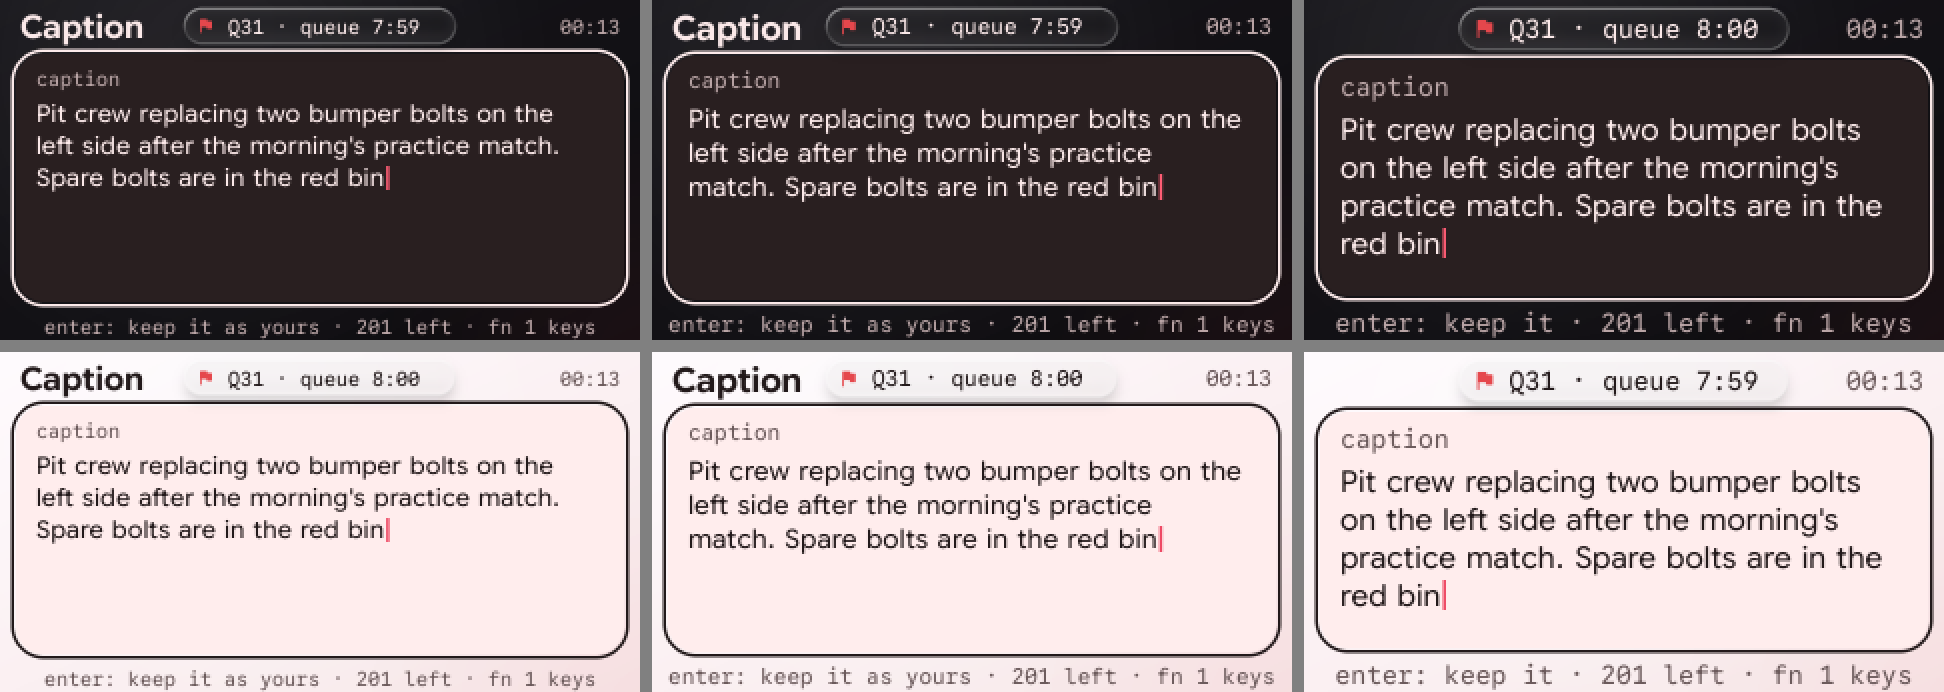 Caption
Q31 · queue 7:59
00:13
caption
Pit crew replacing two bumper bolts on the
left side after the morning's practice match.
Spare bolts are in the red bin
enter: keep it as yours · 201 left · fn 1 keys
Caption
Q31 · queue 7:59
00:13
caption
Pit crew replacing two bumper bolts on the
left side after the morning's practice
match. Spare bolts are in the red bin
enter: keep it as yours · 201 left · fn 1 keys
Q31 · queue 8:00
00:13
caption
Pit crew replacing two bumper bolts
on the left side after the morning's
practice match. Spare bolts are in the
red bin
enter: keep it · 201 left · fn 1 keys
Caption
Q31 · queue 8:00
00:13
caption
Pit crew replacing two bumper bolts on the
left side after the morning's practice match.
Spare bolts are in the red bin
enter: keep it as yours · 201 left · fn 1 keys
Caption
Q31 · queue 8:00
00:13
caption
Pit crew replacing two bumper bolts on the
left side after the morning's practice
match. Spare bolts are in the red bin
enter: keep it as yours · 201 left · fn 1 keys
Q31 · queue 7:59
00:13
caption
Pit crew replacing two bumper bolts
on the left side after the morning's
practice match. Spare bolts are in the
red bin
enter: keep it · 201 left · fn 1 keys